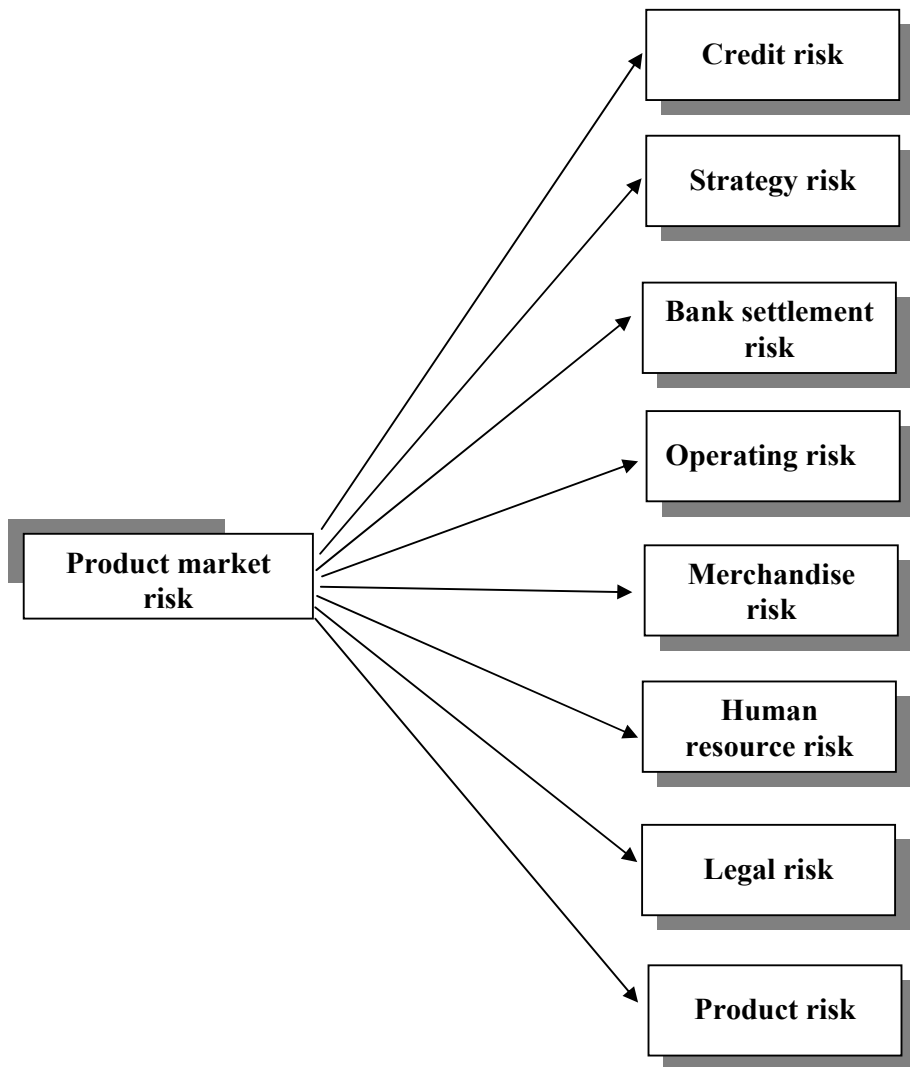 Credit risk
Strategy risk
Bank settlement
risk
Operating risk
Product market
risk
Merchandise
risk
Human
resource risk
Legal risk
Product risk